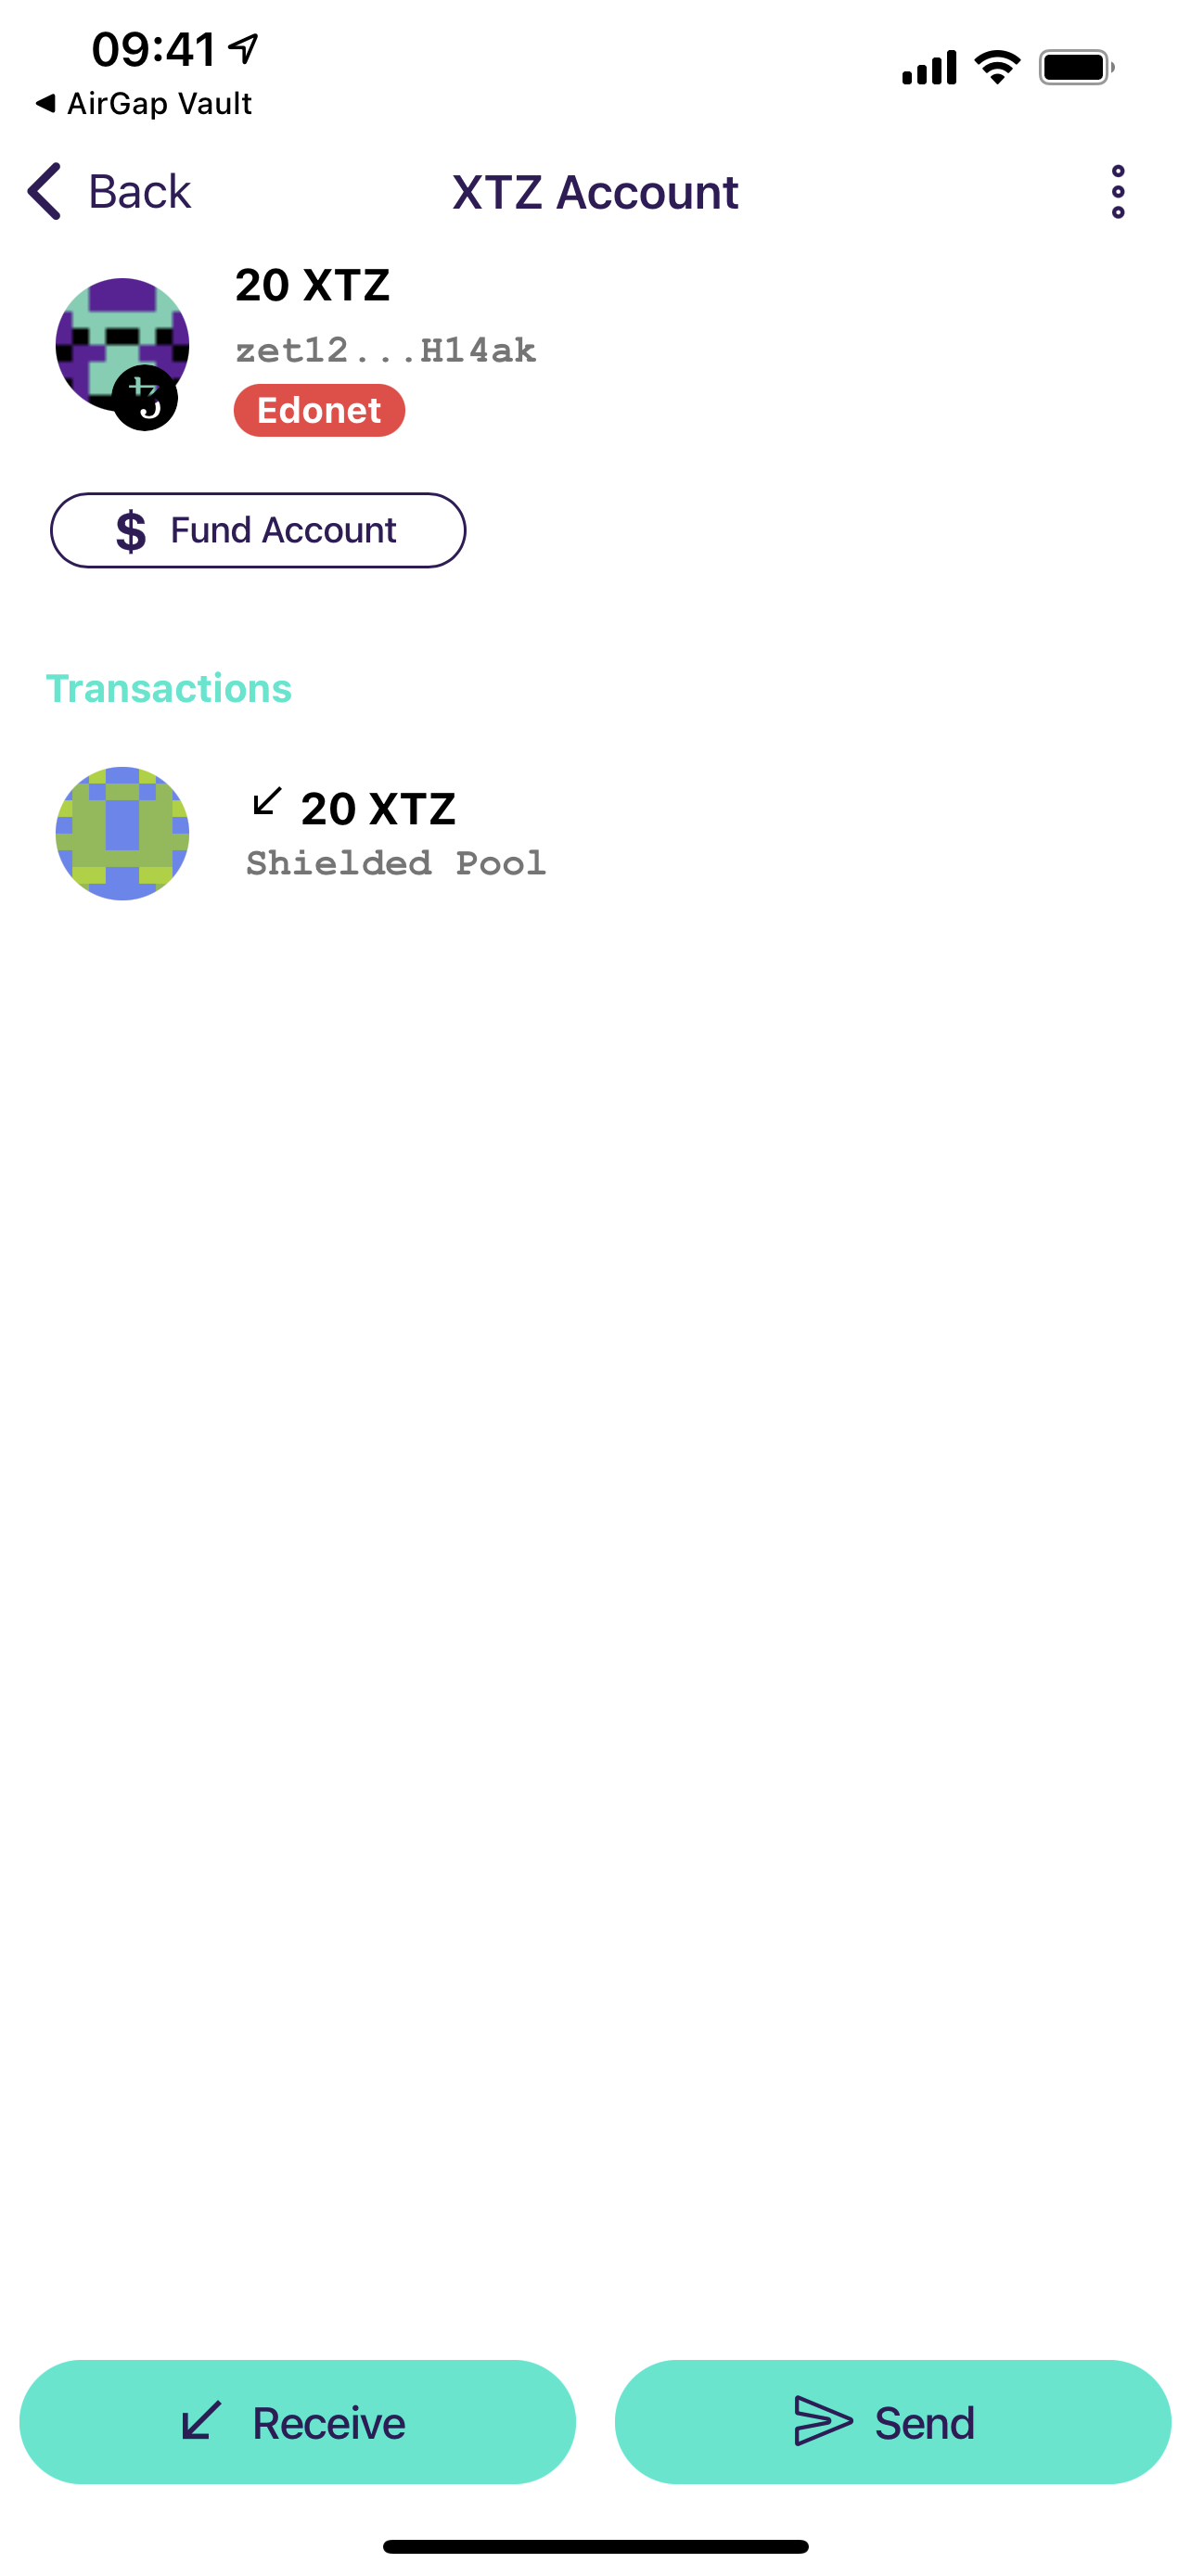 09:41
AirGap Vault
Back
XTZ Account
20 XTZ
zet12...H14ak
Edonet
$ Fund Account
Transactions
20 XTZ
Shielded Pool
Receive
Send